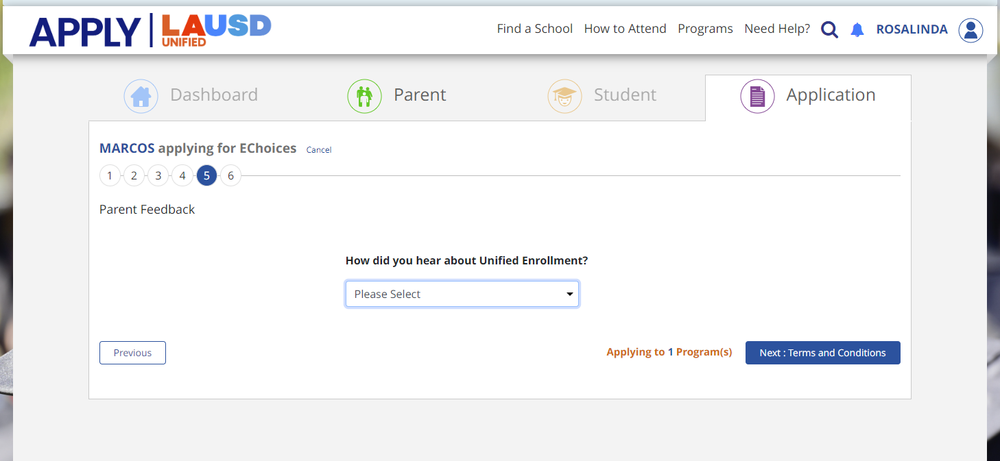 APPLY LAUSD UNIFIED
Find a School How to Attend Programs Need Help? ROSALINDA
Dashboard Parent Student Application
MARCOS applying for EChoices Cancel
1 2 3 4 5 6
Parent Feedback
How did you hear about Unified Enrollment?
Please Select
Previous Applying to 1 Program(s) Next : Terms and Conditions